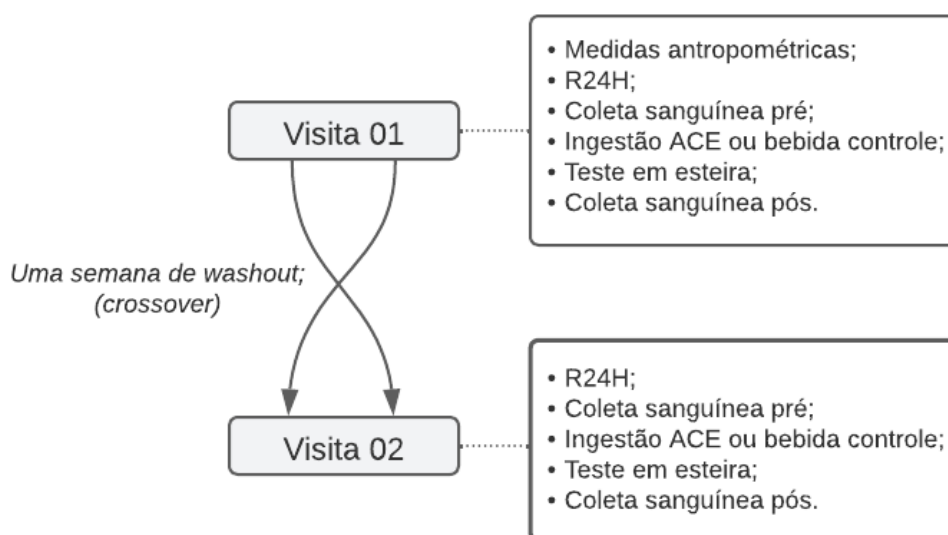 Visita 01
• Medidas antropométricas;
• R24H;
• Coleta sanguínea pré;
• Ingestão ACE ou bebida controle;
• Teste em esteira;
• Coleta sanguínea pós.
Uma semana de washout;
(crossover)
Visita 02
• R24H;
• Coleta sanguínea pré;
• Ingestão ACE ou bebida controle;
• Teste em esteira;
• Coleta sanguínea pós.